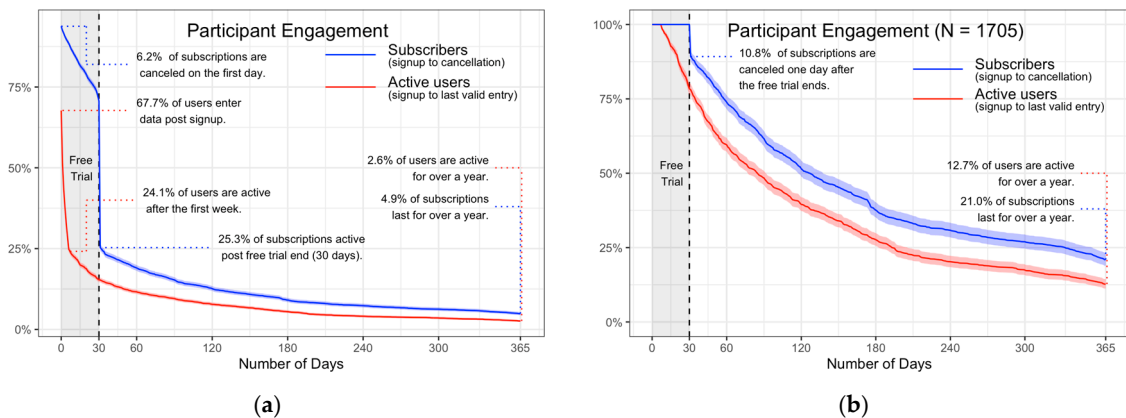 Participant Engagement
Subscribers
(signup to cancellation)
Active users
(signup to last valid entry)
6.2% of subscriptions are
canceled on the first day.
67.7% of users enter
data post signup.
Free
Trial
24.1% of users are active
after the first week.
25.3% of subscriptions active
post free trial end (30 days).
2.6% of users are active
for over a year.
4.9% of subscriptions
last for over a year.
75%
50%
25%
0%
0 30 60 120 180 240 300 365
Number of Days
(a)
Participant Engagement (N = 1705)
10.8% of subscriptions are
canceled one day after
the free trial ends.
Subscribers
(signup to cancellation)
Active users
(signup to last valid entry)
Free
Trial
12.7% of users are active
for over a year.
21.0% of subscriptions
last for over a year.
100%
75%
50%
25%
0%
0 30 60 120 180 240 300 365
Number of Days
(b)